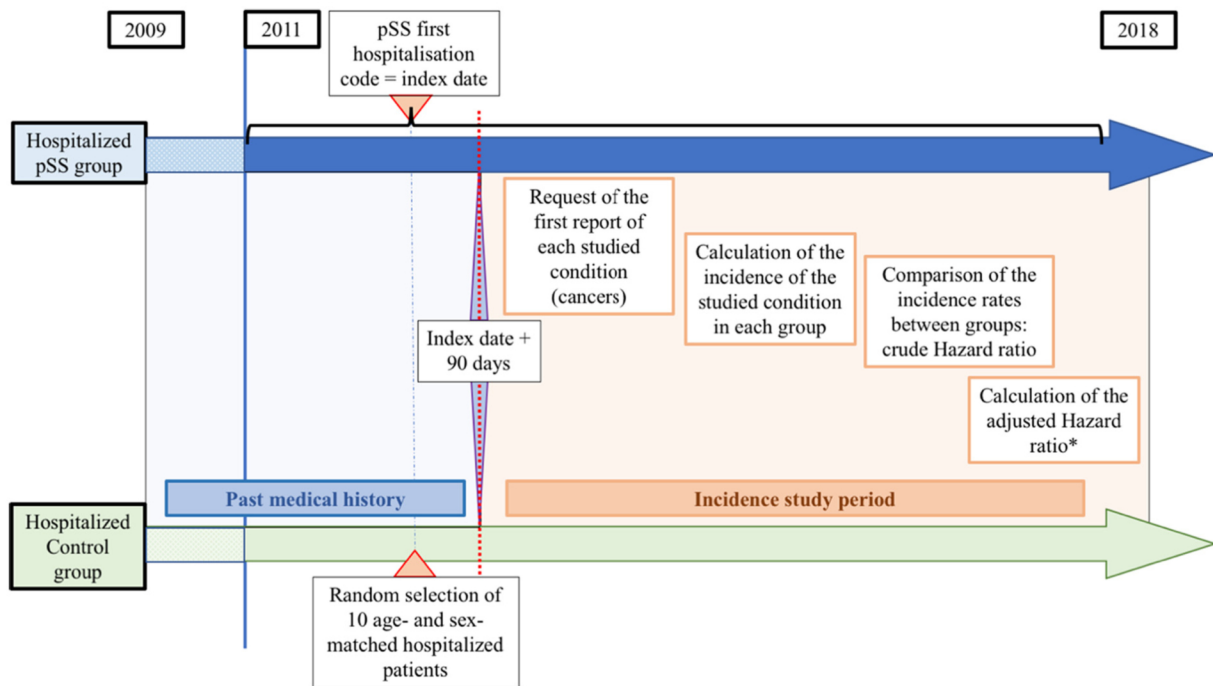 2009
2011
pSS first
hospitalisation
code = index date
2018
Hospitalized
pSS group
Request of the
first report of
each studied
condition
(cancers)
Calculation of the
incidence of the
studied condition
in each group
Comparison of the
incidence rates
between groups:
crude Hazard ratio
Index date +
90 days
Calculation of the
adjusted Hazard
ratio*
Past medical history
Incidence study period
Hospitalized
Control
group
Random selection of
10 age- and sex-
matched hospitalized
patients